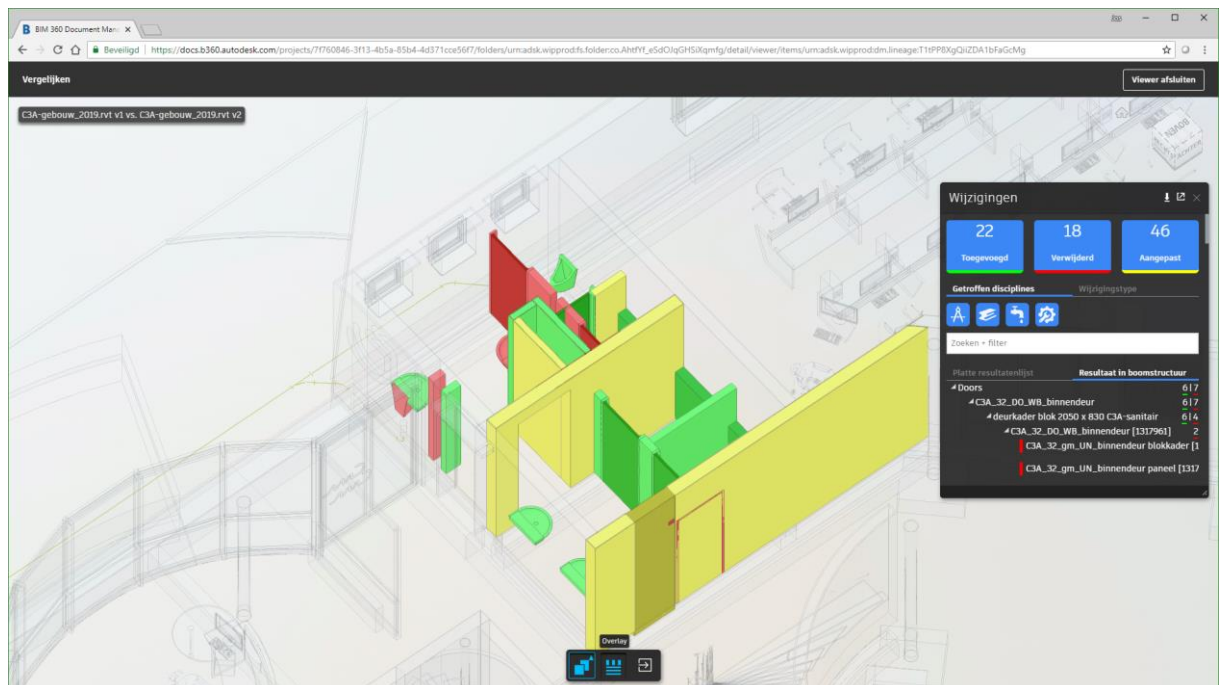 BIM 360 Document Mana
Beveiligd | https://docs.b360.autodesk.com/projects/7f760846-3f13-4b5a-85b4-4d371cce56f7/folders/urn:adsk.wipprod:fs.folder:co.AhtfYf_eSdOJqGHSiXqmfg/detail/viewer/items/urn:adsk.wipprod:dm.lineage:T1tPP8XgQiiZDA1bFaGcMg
Vergelijken
Viewer afsluiten
C3A-gebouw_2019.rvt v1 vs. C3A-gebouw_2019.rvt v2
BOVEN
Wijzigingen
22 18 46
Toegevoegd Verwijderd Aangepast
Getroffen disciplines Wijzigingstype
Zoeken + filter
Platte resultatenlijst Resultaat in boomstructuur
Doors 6|7
C3A_32_DO_WB_binnendeur 6|7
deurkader blok 2050 x 830 C3A-sanitair 6|4
C3A_32_DO_WB_binnendeur [1317961] 2
C3A_32_gm_UN_binnendeur blokkader [1
C3A_32_gm_UN_binnendeur paneel [1317
Overlay